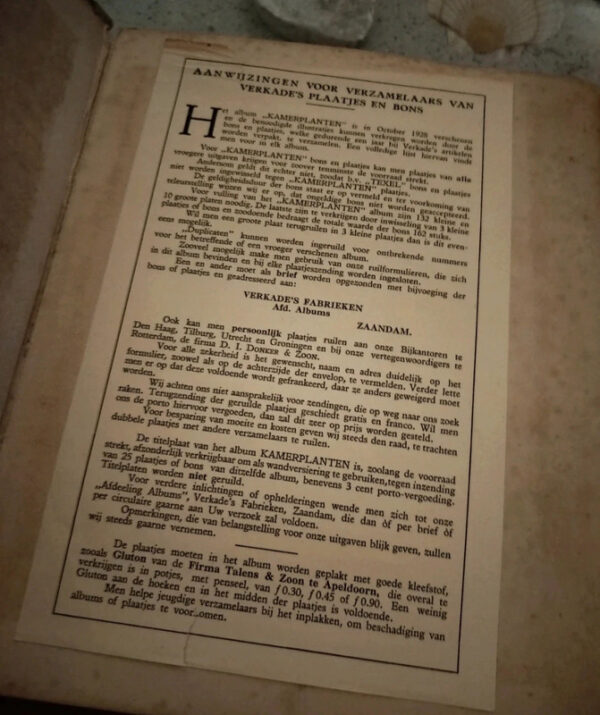 AANWIJZINGEN VOOR VERZAMELAARS VAN
VERKADE'S PLAATJES EN BONS
Het album „KAMERPLANTEN" is in October 1928 verschenen
en de benoodigde illustraties kunnen verkregen worden door de
bons en plaatjes, welke gedurende een jaar bij Verkade's artikelen
worden verpakt, te verzamelen. Een volledige lijst hiervan vindt
men voor in elk album.
Voor „KAMERPLANTEN" bons en plaatjes kan men plaatjes van alle
vroegere uitgaven krijgen voor zoover tenminste de voorraad strekt.
Andersom geldt dit echter niet, zoodat b.v. „TEXEL" bons en plaatjes
niet worden ingewisseld tegen „KAMERPLANTEN" plaatjes.
De geldigheidsduur der bons staat er op vermeld en ter voorkoming van
teleurstelling wijzen wij er op, dat ongeldige bons niet worden geaccepteerd.
Voor vulling van het „KAMERPLANTEN" album zijn 132 kleine en
10 groote platen noodig. De laatste zijn te verkrijgen door inwisseling van 3 kleine
plaatjes of bons en zoodoende bedraagt de totale waarde der bons 162 stuks.
Wil men een groote plaat terugruilen in 3 kleine plaatjes dan is dit even-
eens mogelijk.
„Duplicaten" kunnen worden ingeruild voor ontbrekende nummers
voor het betreffende of een vroeger verschenen album.
Zooveel mogelijk make men gebruik van onze ruilformulieren, die zich
in dit album bevinden en bij elke plaatjeszending worden ingesloten.
Een en ander moet als brief worden opgezonden met bijvoeging der
bons of plaatjes en geadresseerd aan:
VERKADE'S FABRIEKEN
Afd. Albums
ZAANDAM.
Ook kan men persoonlijk plaatjes ruilen aan onze Bijkantoren te
Den Haag, Tilburg, Utrecht en Groningen en bij onze vertegenwoordigers te
Rotterdam, de firma D. J. DONKER & ZOON.
Voor alle zekerheid is het gewenscht, naam en adres duidelijk op het
formulier, zoowel als op de achterzijde der envelop, te vermelden. Verder lette
men er op dat deze voldoende wordt gefrankeerd, daar ze anders geweigerd moet
worden.
Wij achten ons niet aansprakelijk voor zendingen, die op weg naar ons zoek
raken. Terugzending der geruilde plaatjes geschiedt gratis en franco. Wil men
ons de porto hiervoor vergoeden, dan zal dit zeer op prijs worden gesteld.
Voor besparing van moeite en kosten geven wij steeds den raad, te trachten
dubbele plaatjes met andere verzamelaars te ruilen.
De titelplaat van het album KAMERPLANTEN is, zoolang de voorraad
strekt, afzonderlijk verkrijgbaar om als wandversiering te gebruiken, tegen inzending
van 25 plaatjes of bons van ditzelfde album, benevens 3 cent porto-vergoeding.
Titelplaten worden niet geruild.
Voor verdere inlichtingen of ophelderingen wende men zich tot onze
„Afdeeling Albums", Verkade's Fabrieken, Zaandam, die dan òf per brief òf
per circulaire gaarne aan Uw verzoek zal voldoen.
Opmerkingen, die van belangstelling voor onze uitgaven blijk geven, zullen
wij steeds gaarne vernemen.
De plaatjes moeten in het album worden geplakt met goede kleefstof,
zooals Gluton van de Firma Talens & Zoon te Apeldoorn, die overal te
verkrijgen is in potjes, met penseel, van ƒ 0.30, ƒ 0.45 of ƒ 0.90. Een weinig
Gluton aan de hoeken en in het midden der plaatjes is voldoende.
Men helpe jeugdige verzamelaars bij het inplakken, om beschadiging van
albums of plaatjes te voorkomen.